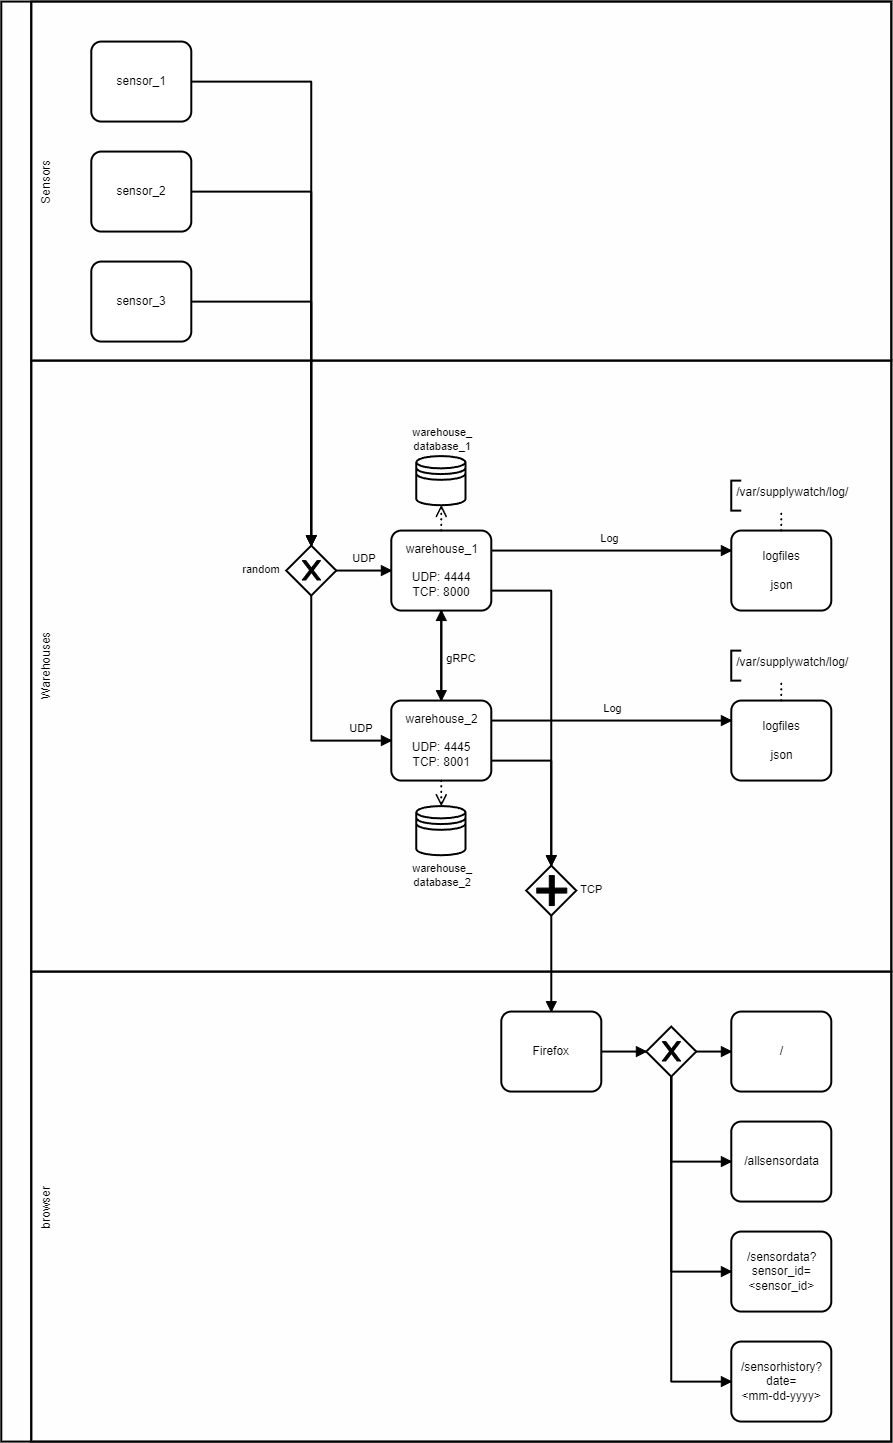 Sensors
sensor_1
sensor_2
sensor_3
Warehouses
warehouse_
database_1
/var/supplywatch/log/
random
X
UDP
warehouse_1
UDP: 4444
TCP: 8000
Log
logfiles
json
gRPC
/var/supplywatch/log/
UDP
warehouse_2
UDP: 4445
TCP: 8001
Log
logfiles
json
warehouse_
database_2
TCP
browser
Firefox
X
/
/allsensordata
/sensordata?
sensor_id=
<sensor_id>
/sensorhistory?
date=
<mm-dd-yyyy>